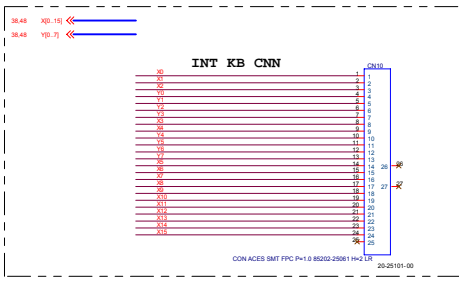 38.48 X[0..15]
38.48 Y[0..7]
INT KB CNN
CN10
X0 1 1
X1 2 2
X2 3 3
Y0 4 4
Y1 5 5
Y2 6 6
Y3 7 7
X3 8 8
X4 9 9
Y4 10 10
Y5 11 11
Y6 12 12
Y7 13 13
X5 14 14 26 26
X6 15 15
X7 16 16
X8 17 17 27 27
X9 18 18
X10 19 19
X11 20 20
X12 21 21
X13 22 22
X14 23 23
X15 24 24
25 25
CON ACES SMT FPC P=1.0 85202-25061 H=2 LR
20-25101-00